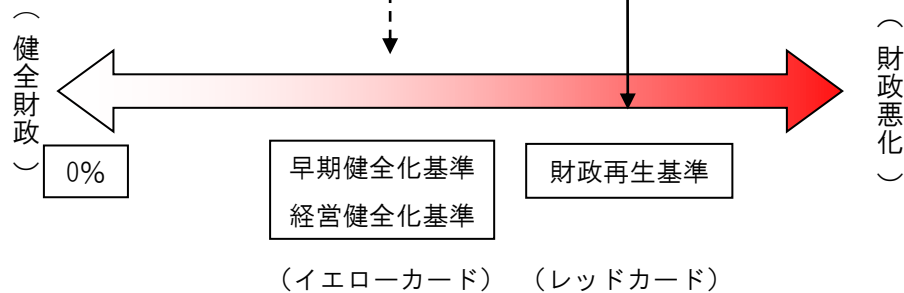 （健全財政）
（財政悪化）
0%
早期健全化基準
経営健全化基準
財政再生基準
（イエローカード）
（レッドカード）